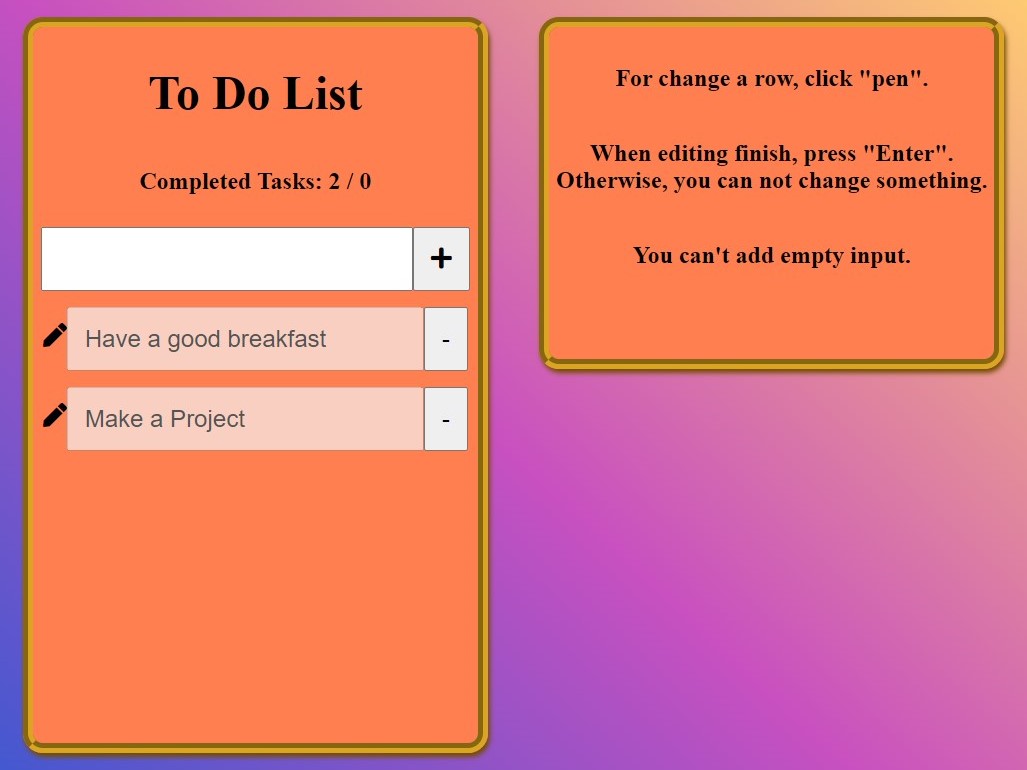 To Do List
Completed Tasks: 2 / 0
+
Have a good breakfast
-
Make a Project
-
For change a row, click "pen".
When editing finish, press "Enter".
Otherwise, you can not change something.
You can't add empty input.